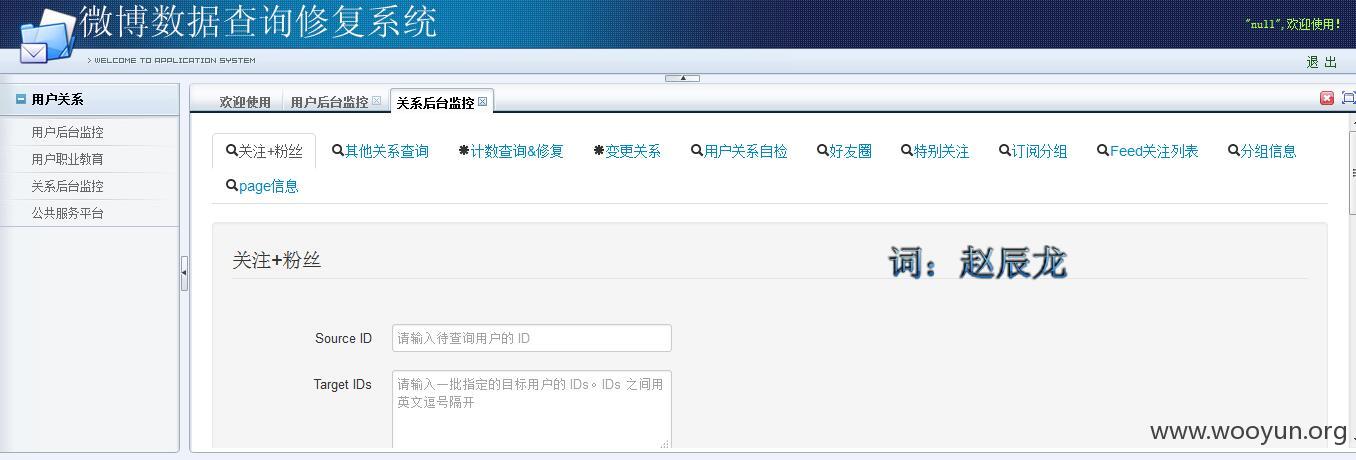 微博数据查询修复系统
"null",欢迎使用!
> WELCOME TO APPLICATION SYSTEM
退 出
用户关系
用户后台监控
用户职业教育
关系后台监控
公共服务平台
欢迎使用 用户后台监控 关系后台监控
关注+粉丝 其他关系查询 计数查询&修复 变更关系 用户关系自检 好友圈 特别关注 订阅分组 Feed关注列表 分组信息
page信息
关注+粉丝
词：赵辰龙
Source ID 请输入待查询用户的 ID
Target IDs 请输入一批指定的目标用户的 IDs。IDs 之间用
英文逗号隔开
www.wooyun.org